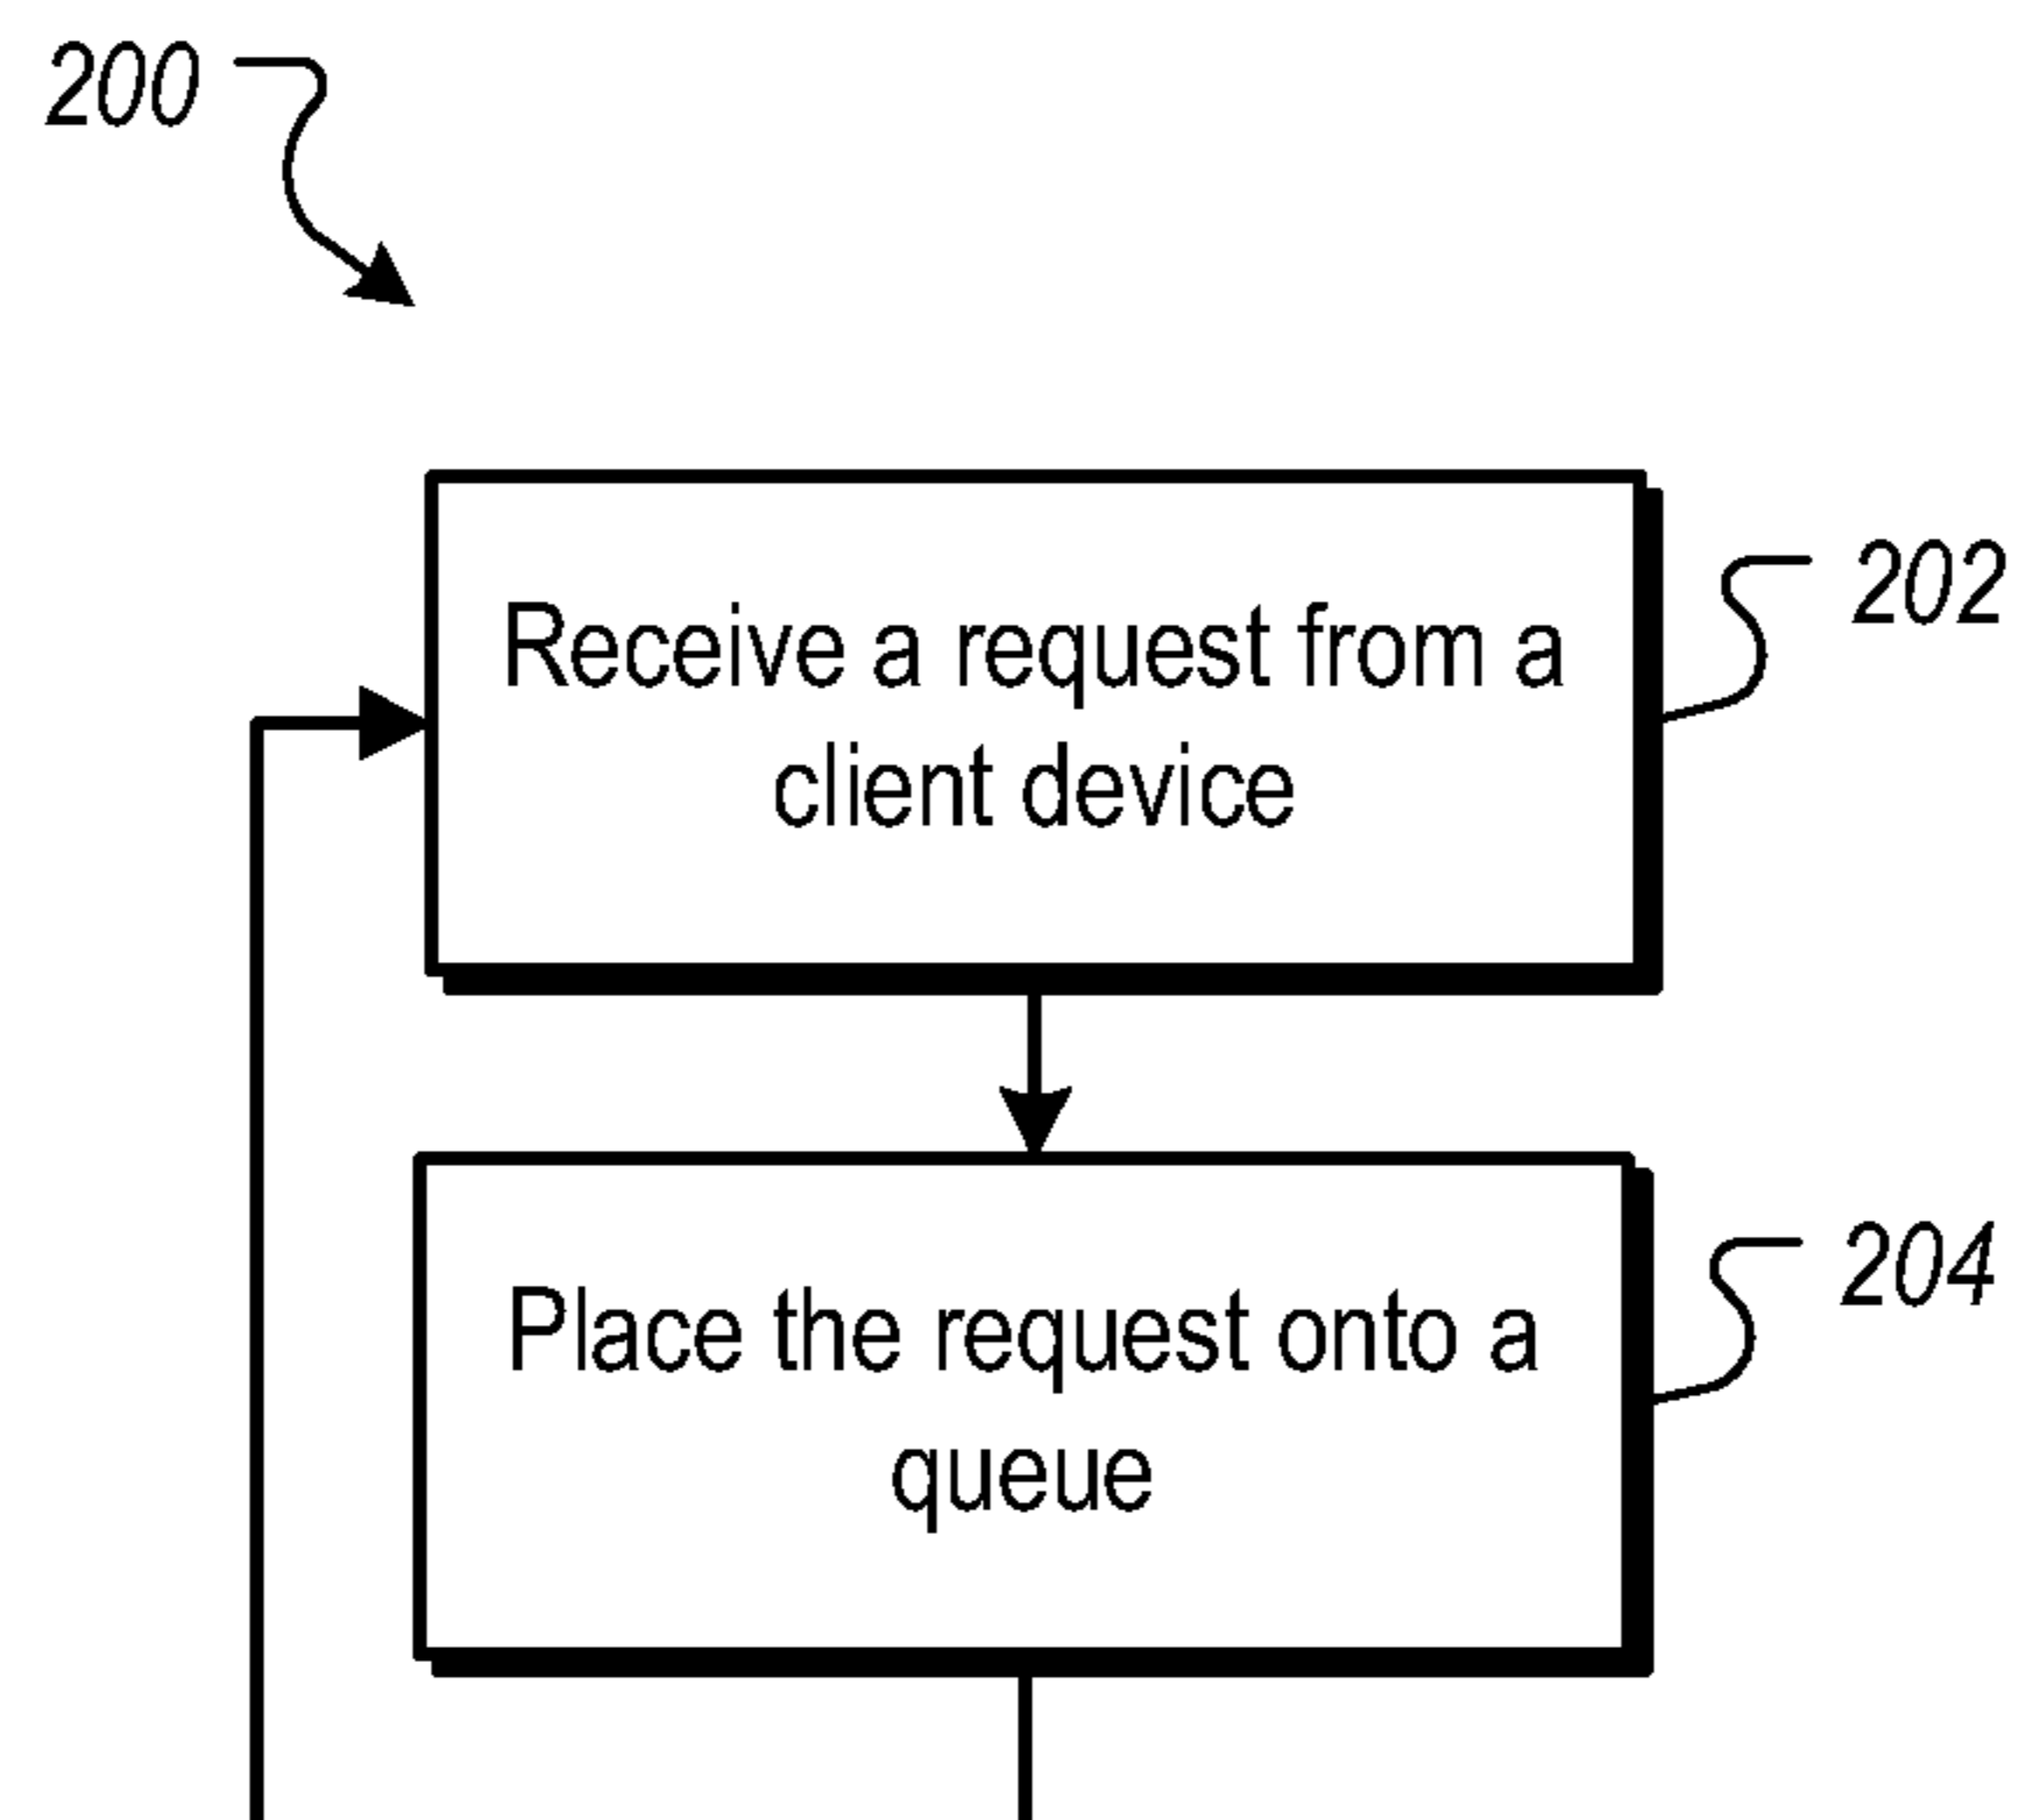 200
Receive a request from a
client device
202
Place the request onto a
queue
204